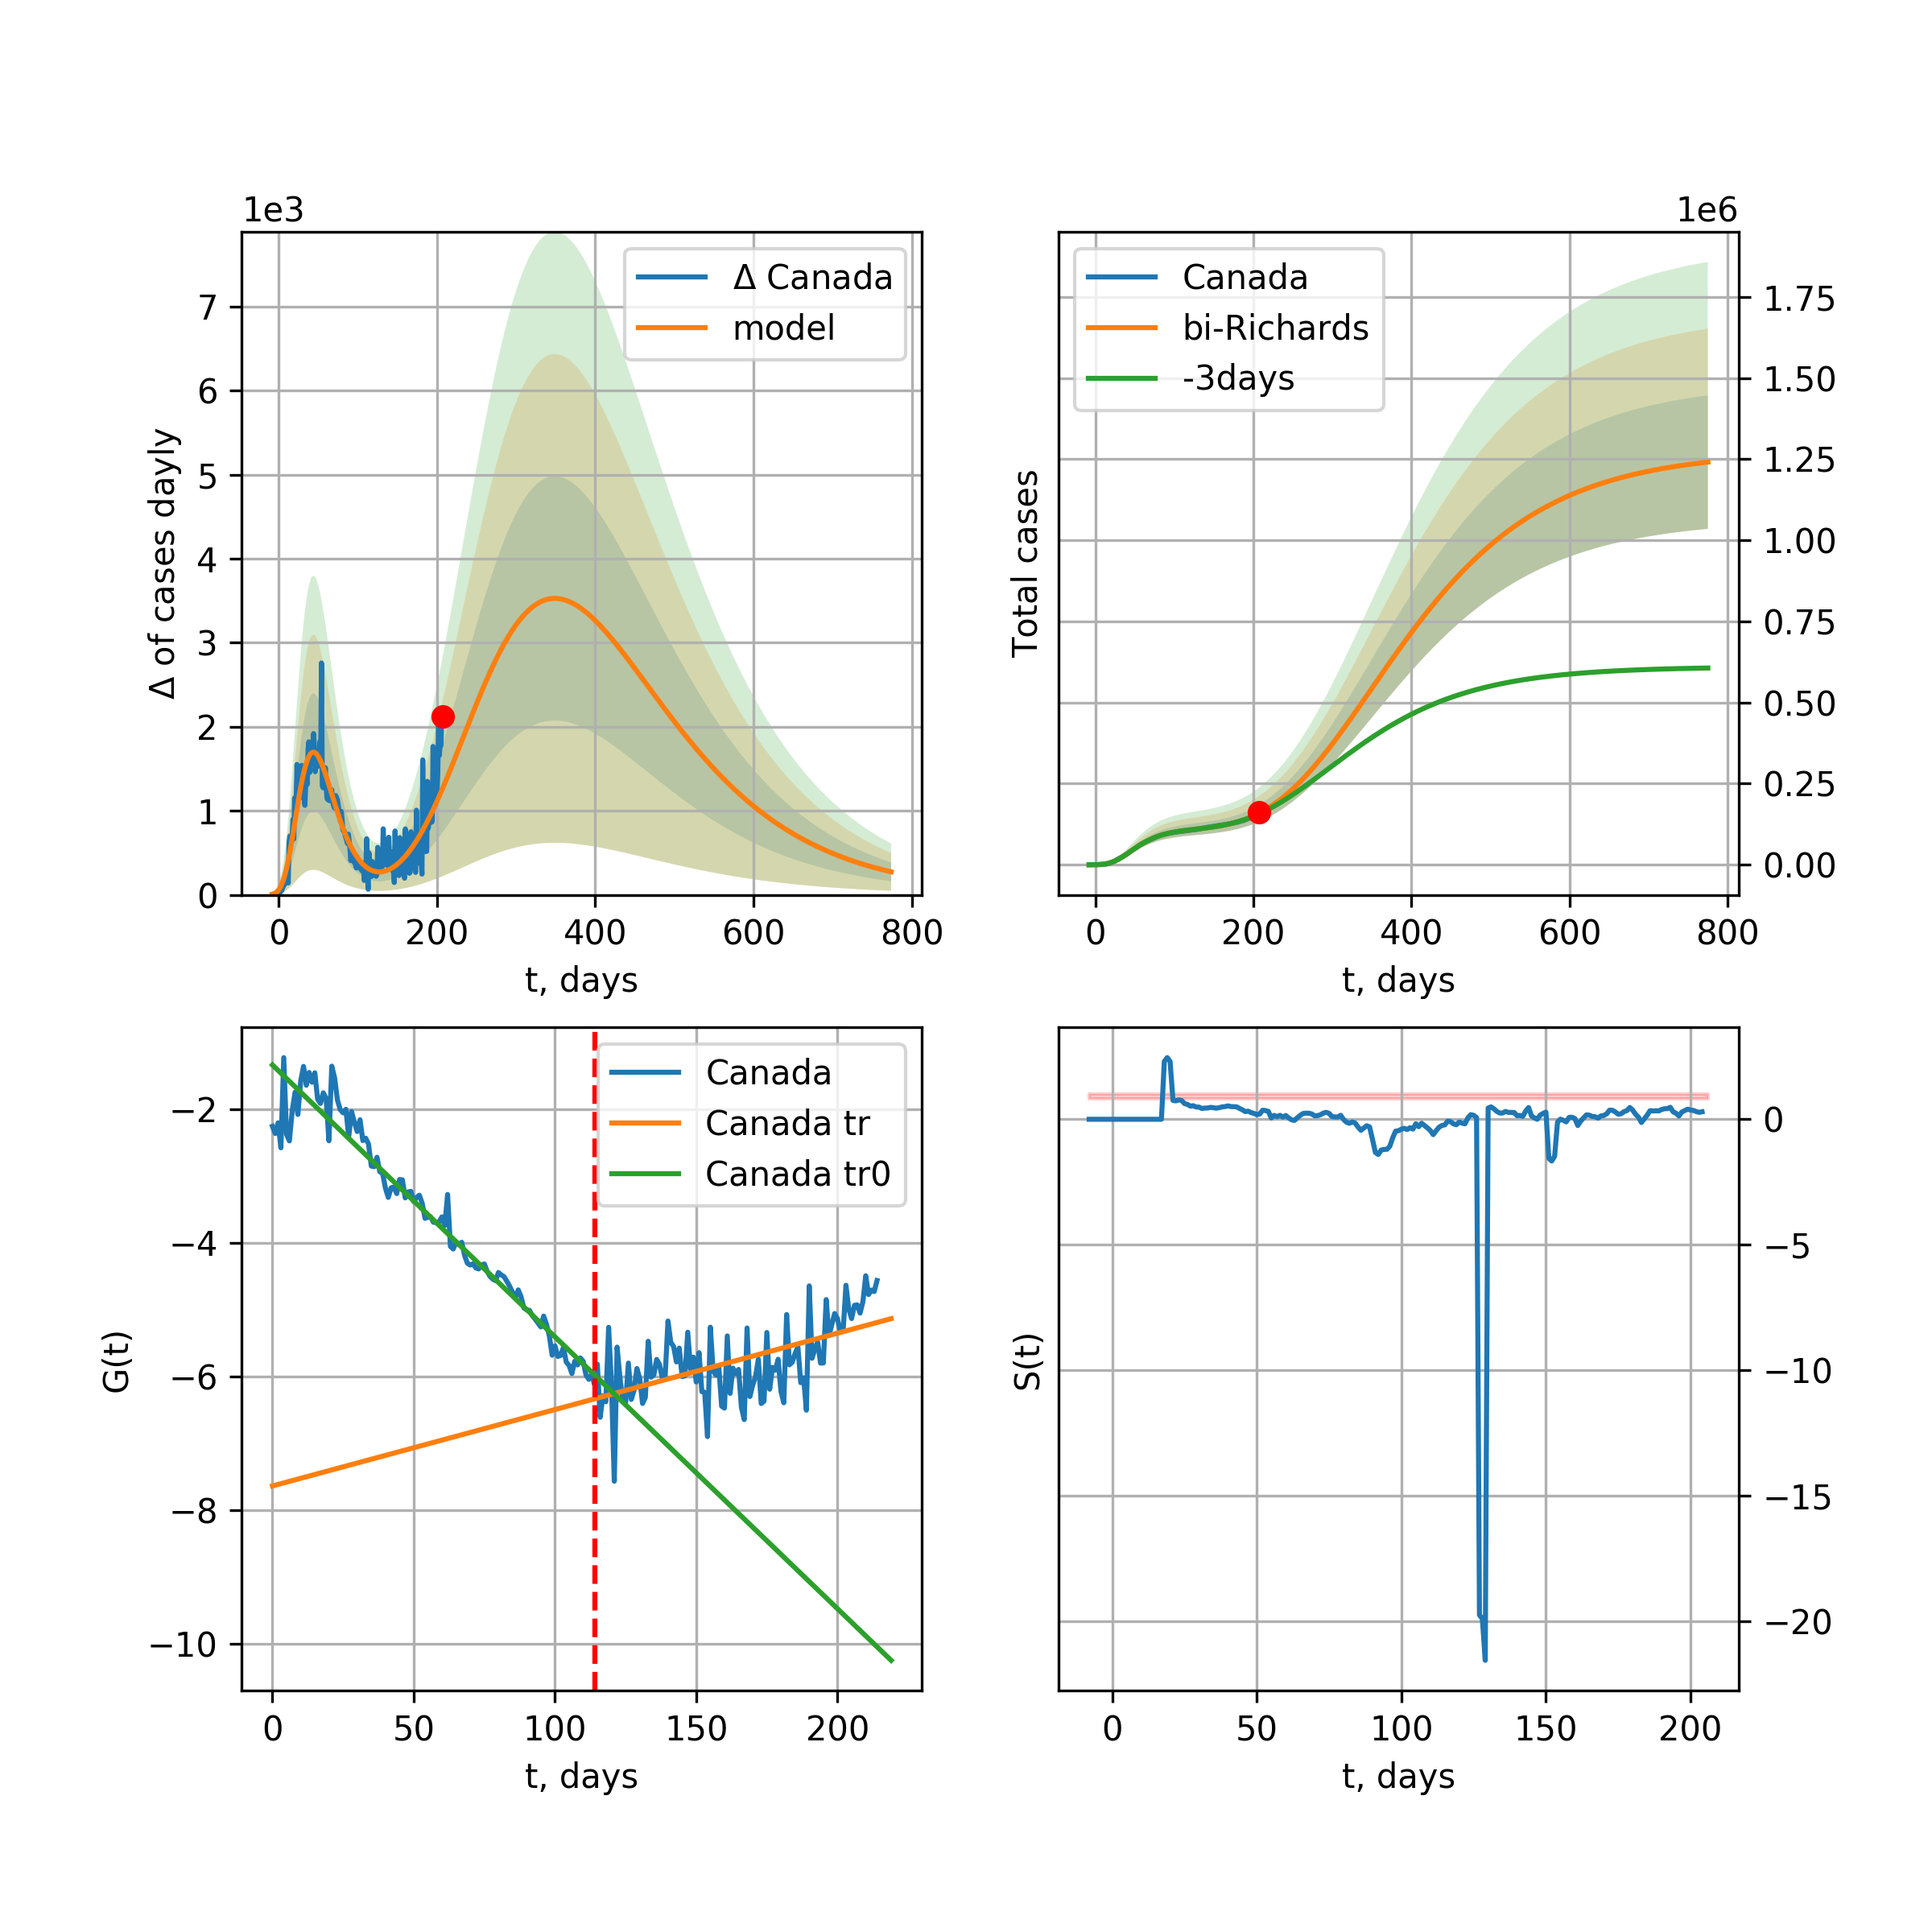 1e3
Δ Canada
model
7
6
5
4
3
2
1
0
Δ of cases dayly
0 200 400 600 800
t, days
1e6
Canada
bi-Richards
-3days
1.75
1.50
1.25
1.00
0.75
0.50
0.25
0.00
Total cases
0 200 400 600 800
t, days
Canada
Canada tr
Canada tr0
−2
−4
−6
−8
−10
G(t)
0 50 100 150 200
t, days
0
−5
−10
−15
−20
S(t)
0 50 100 150 200
t, days